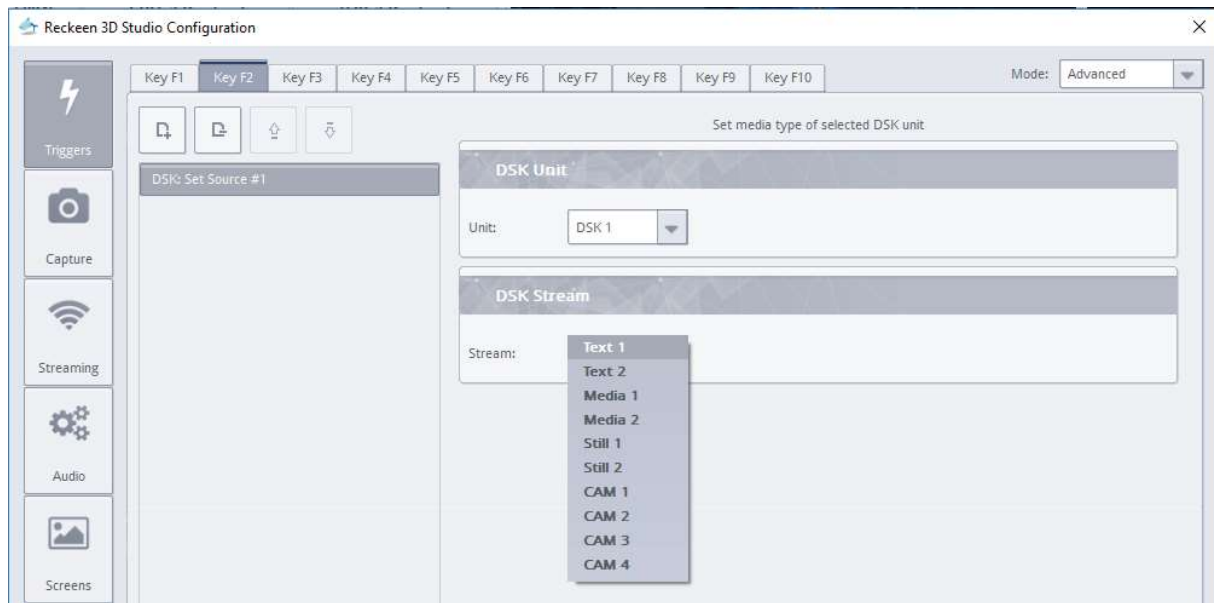 Reckeen 3D Studio Configuration
Key F1 Key F2 Key F3 Key F4 Key F5 Key F6 Key F7 Key F8 Key F9 Key F10 Mode: Advanced
Triggers
Set media type of selected DSK unit
DSK: Set Source #1
DSK Unit
Unit: DSK 1
Capture
DSK Stream
Stream:
Text 1
Text 2
Media 1
Media 2
Still 1
Still 2
CAM 1
CAM 2
CAM 3
CAM 4
Streaming
Audio
Screens